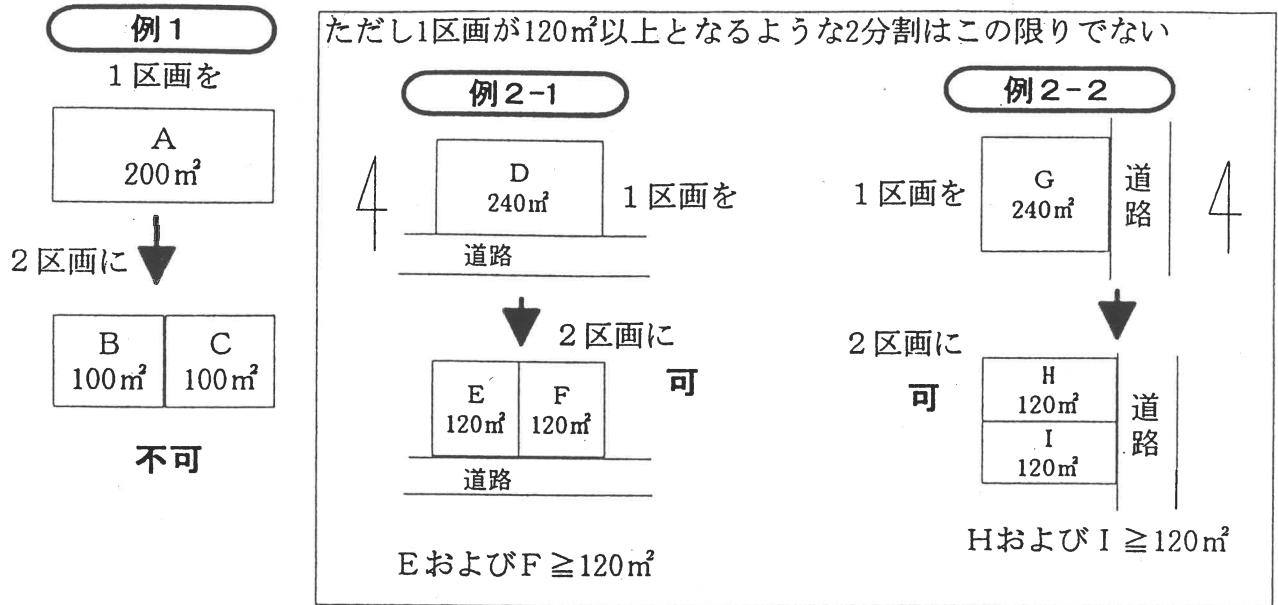 例1
1区画を
A
200㎡
2区画に
B
100㎡
C
100㎡
不可
ただし1区画が120㎡以上となるような2分割はこの限りでない
例2-1
D
240㎡
1区画を
道路
2区画に
可
E
120㎡
F
120㎡
道路
EおよびF≧120㎡
例2-2
1区画を
G
240㎡
道路
2区画に
可
H
120㎡
I
120㎡
道路
HおよびI≧120㎡